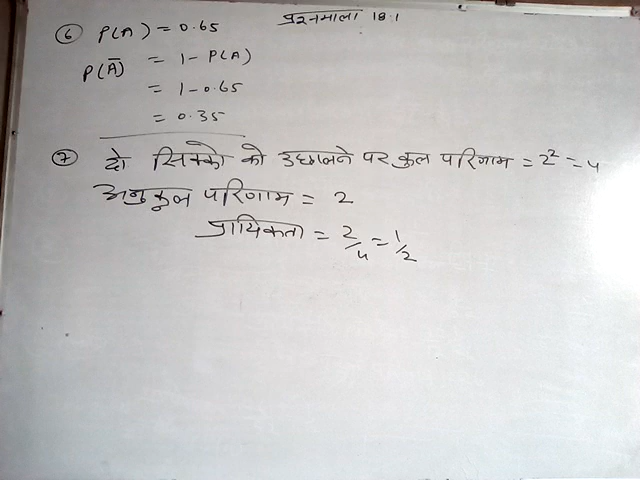 प्रश्नमाला 18.1
⑥ P(A) = 0.65
P(Ā) = 1 - P(A)
= 1 - 0.65
= 0.35
⑦ दो सिक्को को उछालने पर कुल परिणाम = 2² = 4
अनुकूल परिणाम = 2
प्रायिकता = 2/4 = 1/2